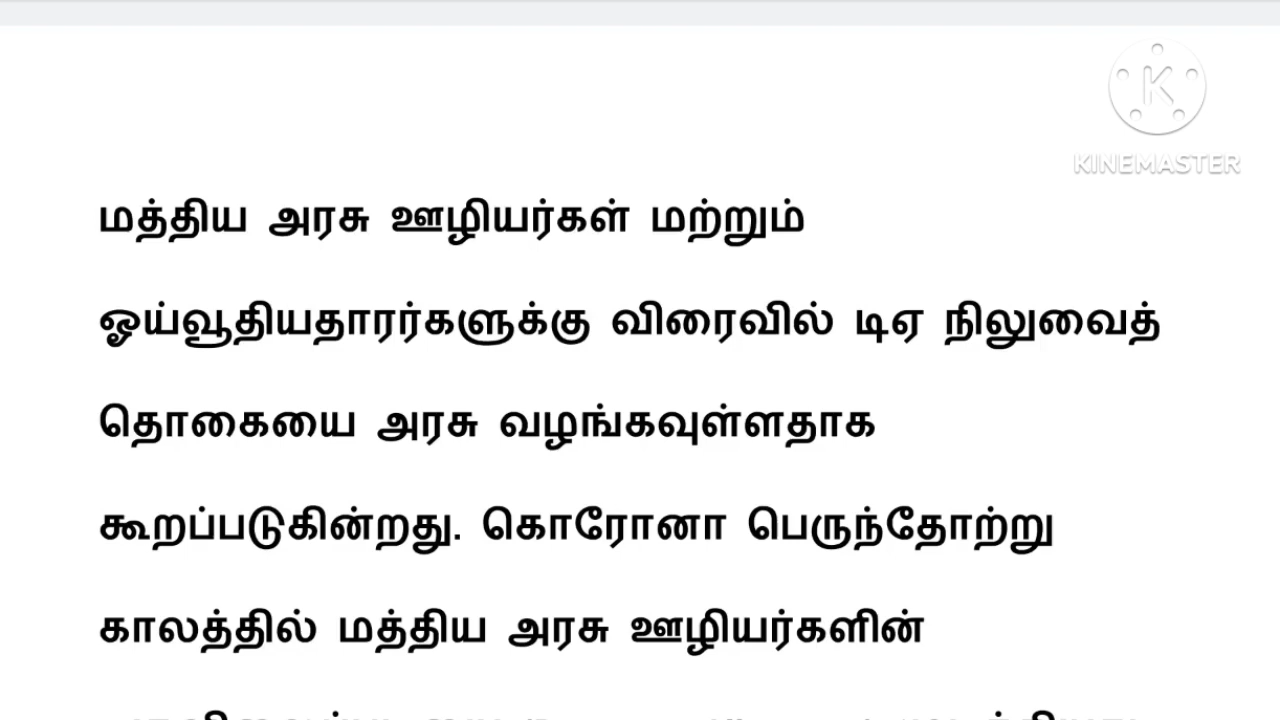 KINEMASTER
மத்திய அரசு ஊழியர்கள் மற்றும்
ஓய்வூதியதாரர்களுக்கு விரைவில் டிஏ நிலுவைத்
தொகையை அரசு வழங்கவுள்ளதாக
கூறப்படுகின்றது. கொரோனா பெருந்தோற்று
காலத்தில் மத்திய அரசு ஊழியர்களின்